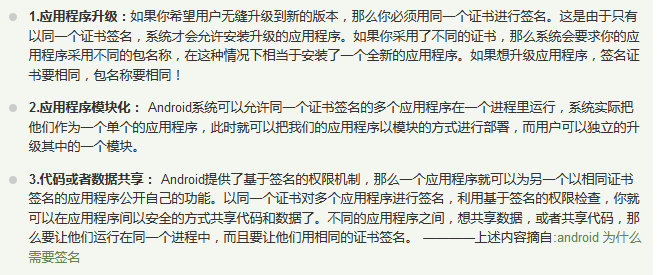 1.应用程序升级：如果你希望用户无缝升级到新的版本，那么你必须用同一个证书进行签名。这是由于只有
以同一个证书签名，系统才会允许安装升级的应用程序。如果你采用了不同的证书，那么系统会要求你的应
用程序采用不同的包名称，在这种情况下相当于安装了一个全新的应用程序。如果想升级应用程序，签名证
书要相同，包名称要相同！
2.应用程序模块化： Android系统可以允许同一个证书签名的多个应用程序在一个进程里运行，系统实际把
他们作为一个单个的应用程序，此时就可以把我们的应用程序以模块的方式进行部署，而用户可以独立的升
级其中的一个模块。
3.代码或者数据共享： Android提供了基于签名的权限机制，那么一个应用程序就可以为另一个以相同证书
签名的应用程序公开自己的功能。以同一个证书对多个应用程序进行签名，利用基于签名的权限检查，你就
可以在应用程序间以安全的方式共享代码和数据了。不同的应用程序之间，想共享数据，或者共享代码，那
么要让他们运行在同一个进程中，而且要让他们用相同的证书签名。 ————上述内容摘自:android 为什么
需要签名